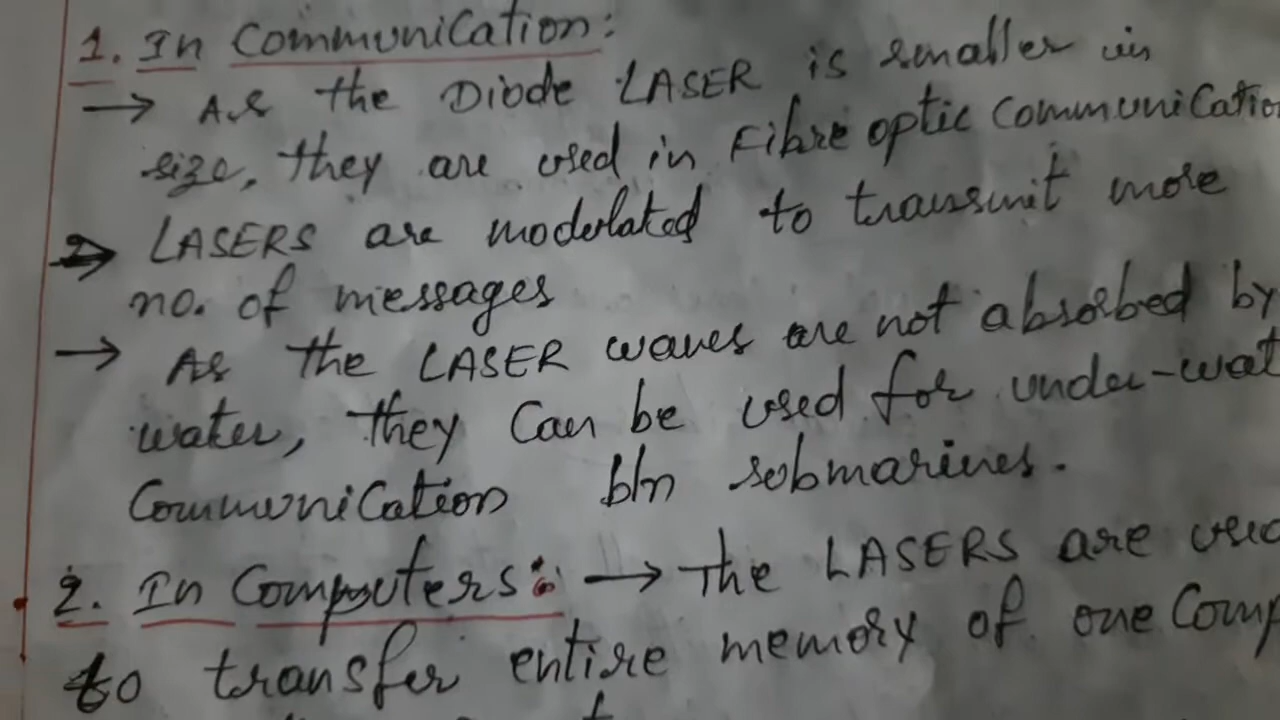 1. In Communication:
→ As the Diode LASER is smaller in
size, they are used in Fibre optic Communicatio
→ LASERS are modulated to transmit more
no. of messages
→ As the LASER waves are not absorbed by
water, they Can be used for under-wat
Communication b/n submarines.
2. In Computers: → The LASERS are use
to transfer entire memory of one Comp